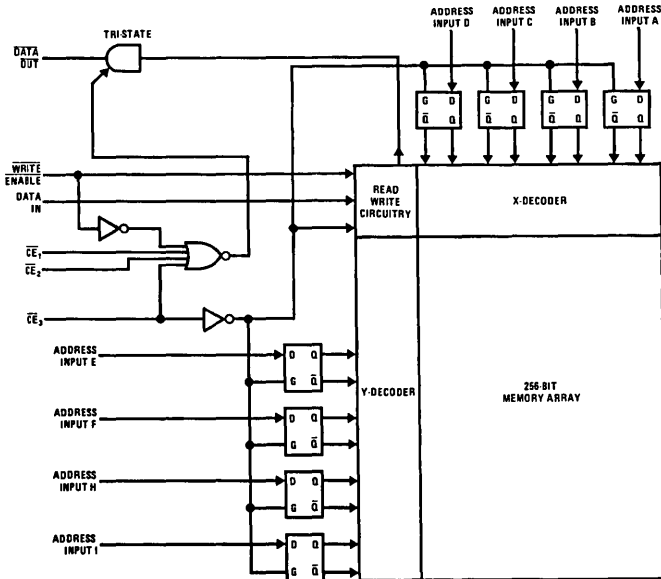 ADDRESS
INPUT D
ADDRESS
INPUT C
ADDRESS
INPUT B
ADDRESS
INPUT A
TRI-STATE
DATA
OUT
G D
Q Q
G D
Q Q
G D
Q Q
G D
Q Q
WRITE
ENABLE
DATA
IN
READ
WRITE
CIRCUITRY
X-DECODER
CE1
CE2
CE3
ADDRESS
INPUT E
D Q
G Q
Y-DECODER
256-BIT
MEMORY ARRAY
ADDRESS
INPUT F
D Q
G Q
ADDRESS
INPUT H
D Q
G Q
ADDRESS
INPUT I
D Q
G Q